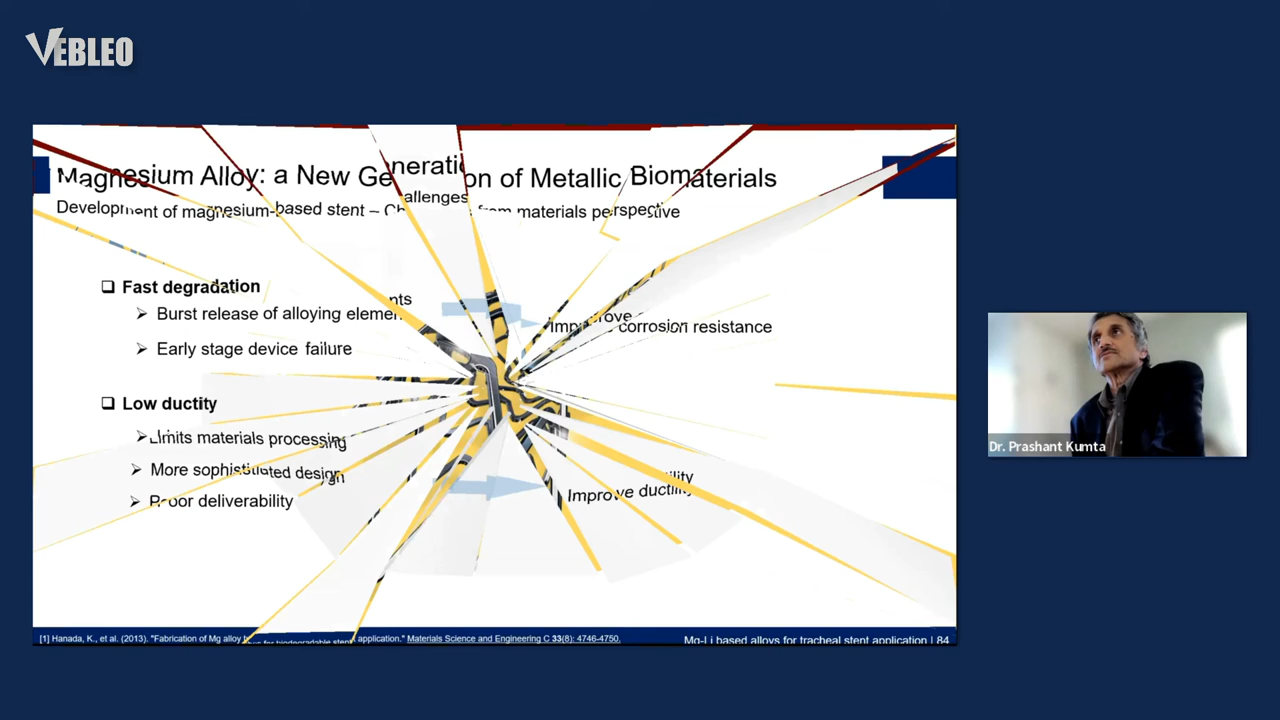 VEBLEO
Magnesium Alloy: a New Generation of Metallic Biomaterials
Development of magnesium-based stent – Challenges from materials perspective
Fast degradation
Burst release of alloying elements
Improve corrosion resistance
Early stage device failure
Low ductity
Limits materials processing
More sophisticated design
Improve ductility
Poor deliverability
Dr. Prashant Kumta
[1] Hanada, K., et al. (2013). "Fabrication of Mg alloy for biodegradable stent application." Materials Science and Engineering C 33(8): 4746-4750.
Mg-Li based alloys for tracheal stent application | 84